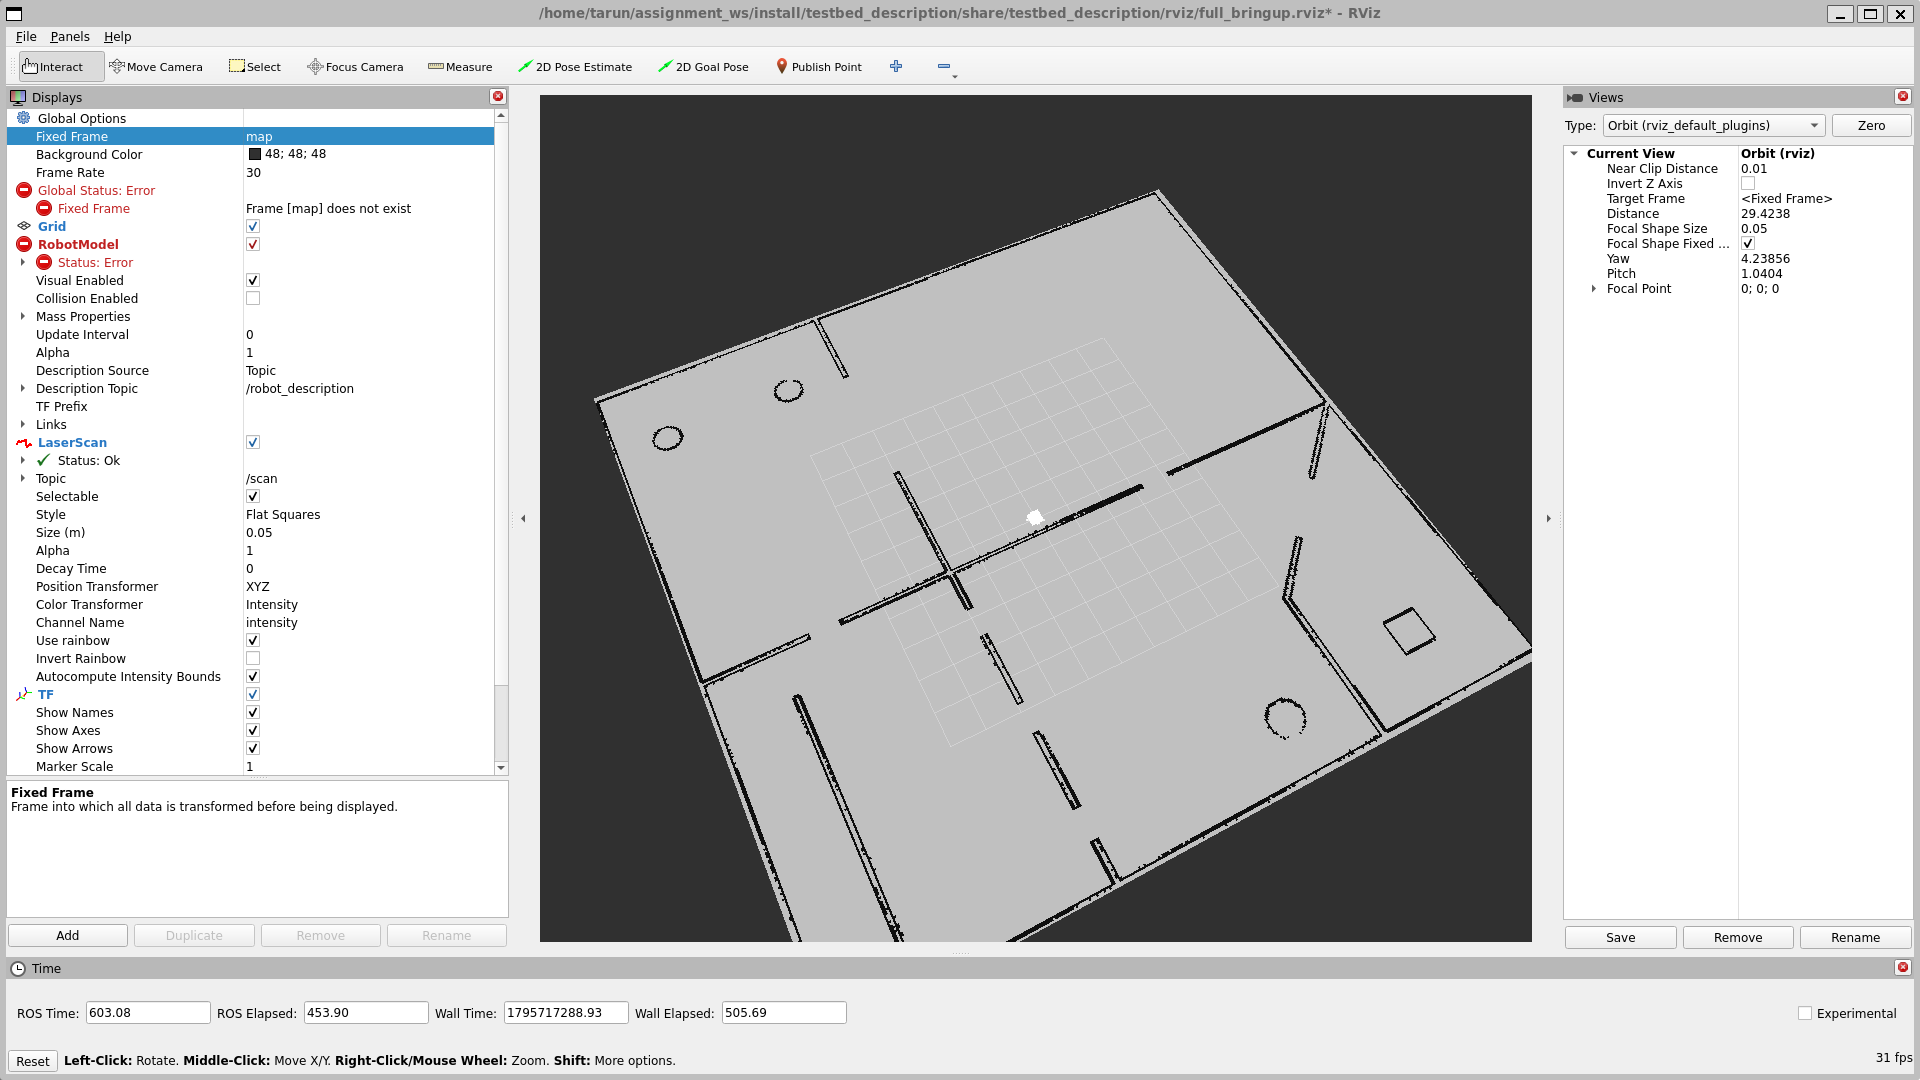 /home/tarun/assignment_ws/install/testbed_description/share/testbed_description/rviz/full_bringup.rviz* - RViz
File Panels Help
Interact Move Camera Select Focus Camera Measure 2D Pose Estimate 2D Goal Pose Publish Point
Displays
Global Options
Fixed Frame map
Background Color 48; 48; 48
Frame Rate 30
Global Status: Error
Fixed Frame Frame [map] does not exist
Grid
RobotModel
Status: Error
Visual Enabled
Collision Enabled
Mass Properties
Update Interval 0
Alpha 1
Description Source Topic
Description Topic /robot_description
TF Prefix
Links
LaserScan
Status: Ok
Topic /scan
Selectable
Style Flat Squares
Size (m) 0.05
Alpha 1
Decay Time 0
Position Transformer XYZ
Color Transformer Intensity
Channel Name intensity
Use rainbow
Invert Rainbow
Autocompute Intensity Bounds
TF
Show Names
Show Axes
Show Arrows
Marker Scale 1
Fixed Frame
Frame into which all data is transformed before being displayed.
Add Duplicate Remove Rename
Views
Type: Orbit (rviz_default_plugins) Zero
Current View Orbit (rviz)
Near Clip Distance 0.01
Invert Z Axis
Target Frame <Fixed Frame>
Distance 29.4238
Focal Shape Size 0.05
Focal Shape Fixed ...
Yaw 4.23856
Pitch 1.0404
Focal Point 0; 0; 0
Save Remove Rename
Time
ROS Time: 603.08 ROS Elapsed: 453.90 Wall Time: 1795717288.93 Wall Elapsed: 505.69 Experimental
Reset Left-Click: Rotate. Middle-Click: Move X/Y. Right-Click/Mouse Wheel: Zoom. Shift: More options. 31 fps